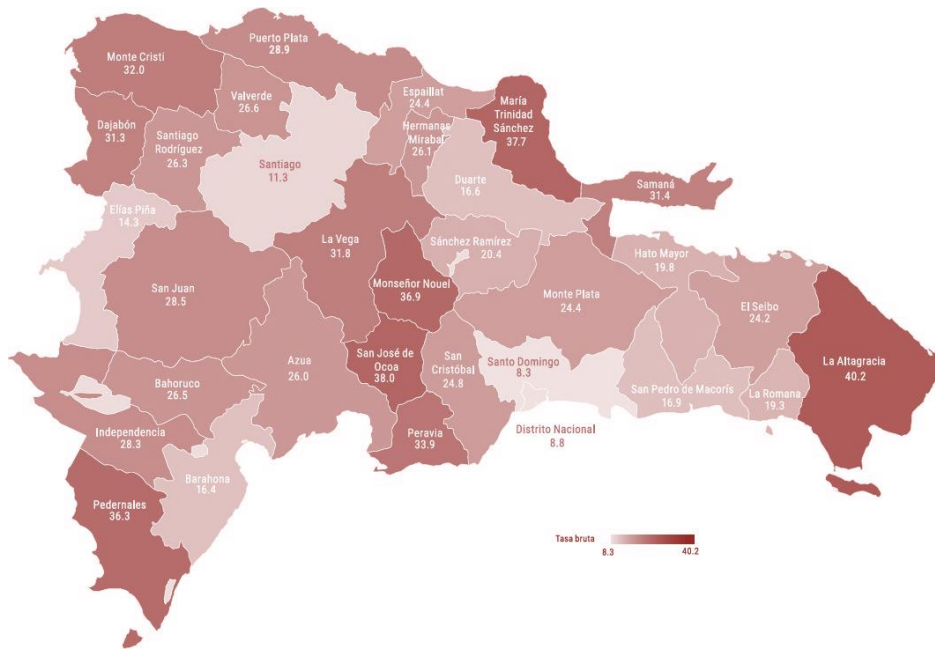 Puerto Plata
28.9
Monte Cristi
32.0
Valverde
26.6
Espaillat
24.4
María
Trinidad
Sánchez
37.7
Dajabón
31.3
Santiago
Rodríguez
26.3
Hermanas
Mirabal
26.1
Santiago
11.3
Duarte
16.6
Samaná
31.4
Elías Piña
14.3
La Vega
31.8
Sánchez Ramírez
20.4
Hato Mayor
19.8
San Juan
28.5
Monseñor Nouel
36.9
Monte Plata
24.4
El Seibo
24.2
La Altagracia
40.2
Azua
26.0
San José de
Ocoa
38.0
San
Cristóbal
24.8
Santo Domingo
8.3
Bahoruco
26.5
San Pedro de Macorís
16.9
La Romana
19.3
Independencia
28.3
Peravia
33.9
Distrito Nacional
8.8
Barahona
16.4
Pedernales
36.3
Tasa bruta
8.3 40.2